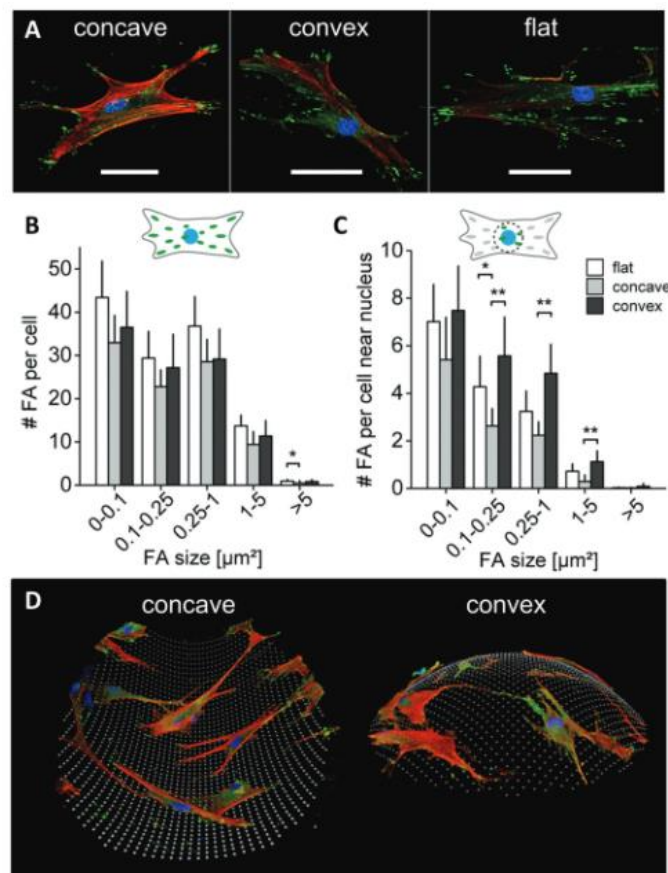 A concave convex flat
B C
flat
concave
convex
# FA per cell
50
40
30
20
10
0
*
0-0.1 0.1-0.25 0.25-1 1-5 >5
FA size [µm²]
# FA per cell near nucleus
10
8
6
4
2
0
* ** ** **
0-0.1 0.1-0.25 0.25-1 1-5 >5
FA size [µm²]
D concave convex